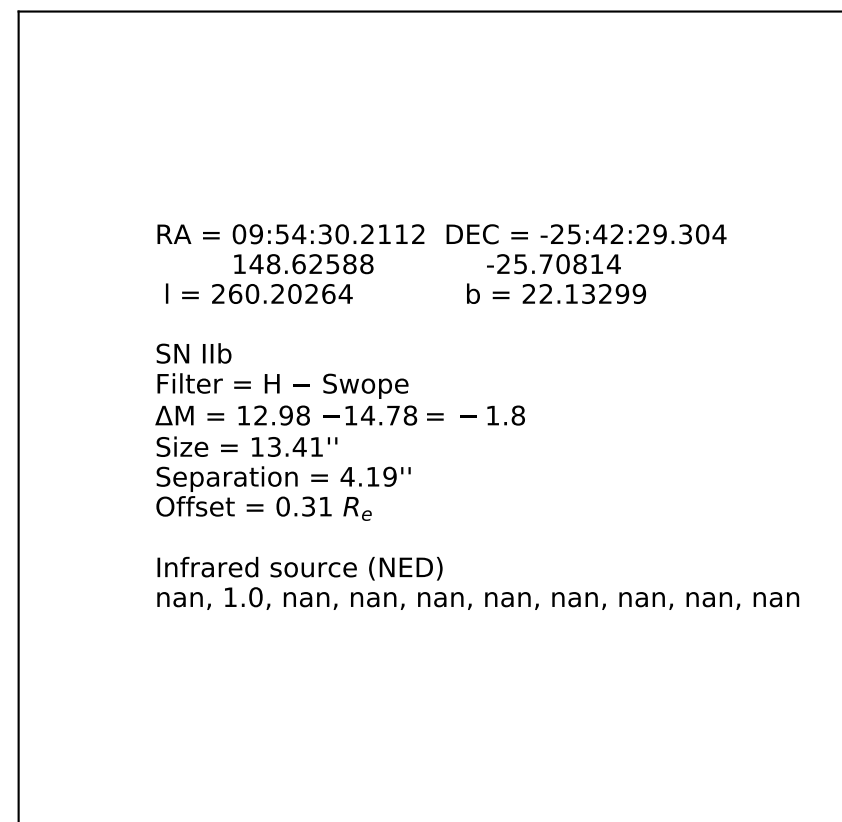 RA = 09:54:30.2112  DEC = -25:42:29.304
148.62588 -25.70814
l = 260.20264 b = 22.13299
SN IIb
Filter = H − Swope
ΔM = 12.98 −14.78 = − 1.8
Size = 13.41''
Separation = 4.19''
Offset = 0.31 Re
Infrared source (NED)
nan, 1.0, nan, nan, nan, nan, nan, nan, nan, nan